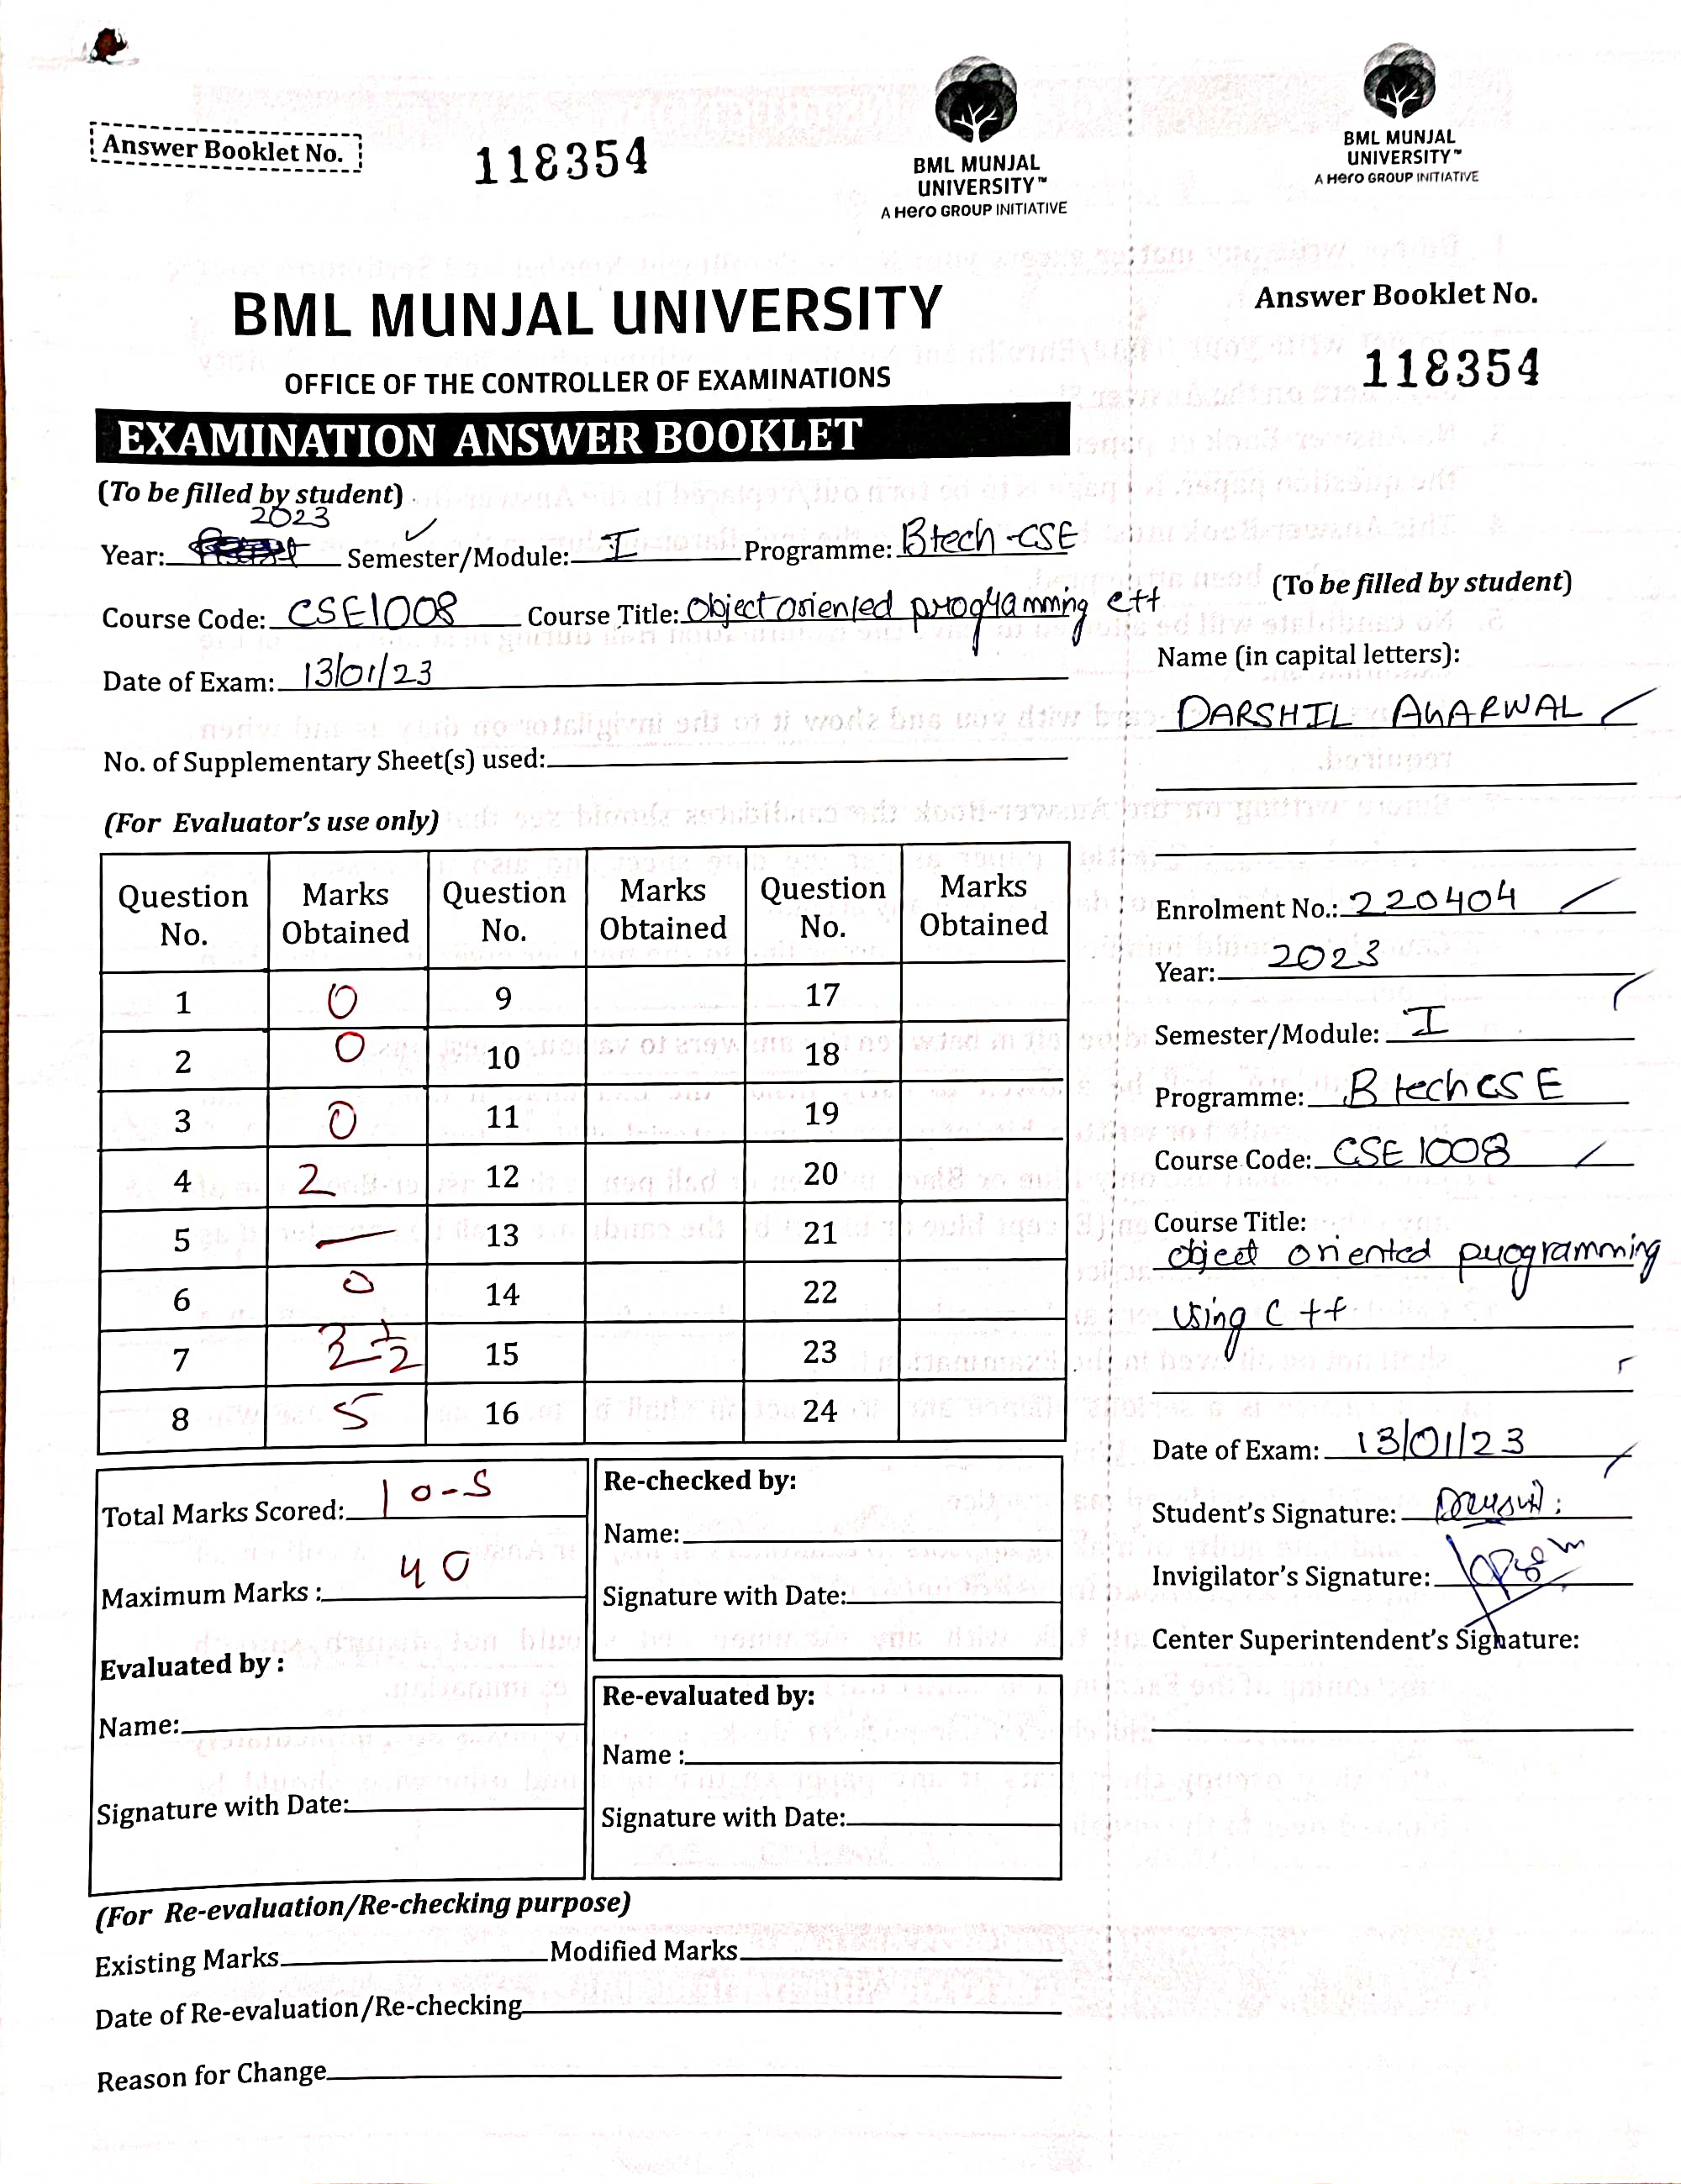 Answer Booklet No.
118354
BML MUNJAL
UNIVERSITY™
A Hero GROUP INITIATIVE
BML MUNJAL UNIVERSITY
OFFICE OF THE CONTROLLER OF EXAMINATIONS
EXAMINATION ANSWER BOOKLET
(To be filled by student)
2023
Year: Semester/Module: I Programme: Btech-CSE
Course Code: CSE1008 Course Title: Object oriented programming C++
Date of Exam: 13/01/23
No. of Supplementary Sheet(s) used:
(For Evaluator's use only)
Question No. Marks Obtained Question No. Marks Obtained Question No. Marks Obtained
1 0 9 17
2 0 10 18
3 0 11 19
4 2 12 20
5 — 13 21
6 0 14 22
7 3 1/2 15 23
8 5 16 24
Total Marks Scored: 10-5
Maximum Marks : 40
Evaluated by :
Name:
Signature with Date:
Re-checked by:
Name:
Signature with Date:
Re-evaluated by:
Name :
Signature with Date:
(For Re-evaluation/Re-checking purpose)
Existing Marks Modified Marks
Date of Re-evaluation/Re-checking
Reason for Change
BML MUNJAL
UNIVERSITY™
A Hero GROUP INITIATIVE
Answer Booklet No.
118354
(To be filled by student)
Name (in capital letters):
DARSHIL AGARWAL
Enrolment No.: 220404
Year: 2023
Semester/Module: I
Programme: B tech CSE
Course Code: CSE 1008
Course Title:
object oriented programming
using C++
Date of Exam: 13/01/23
Student's Signature: Darshil
Invigilator's Signature:
Center Superintendent's Signature: